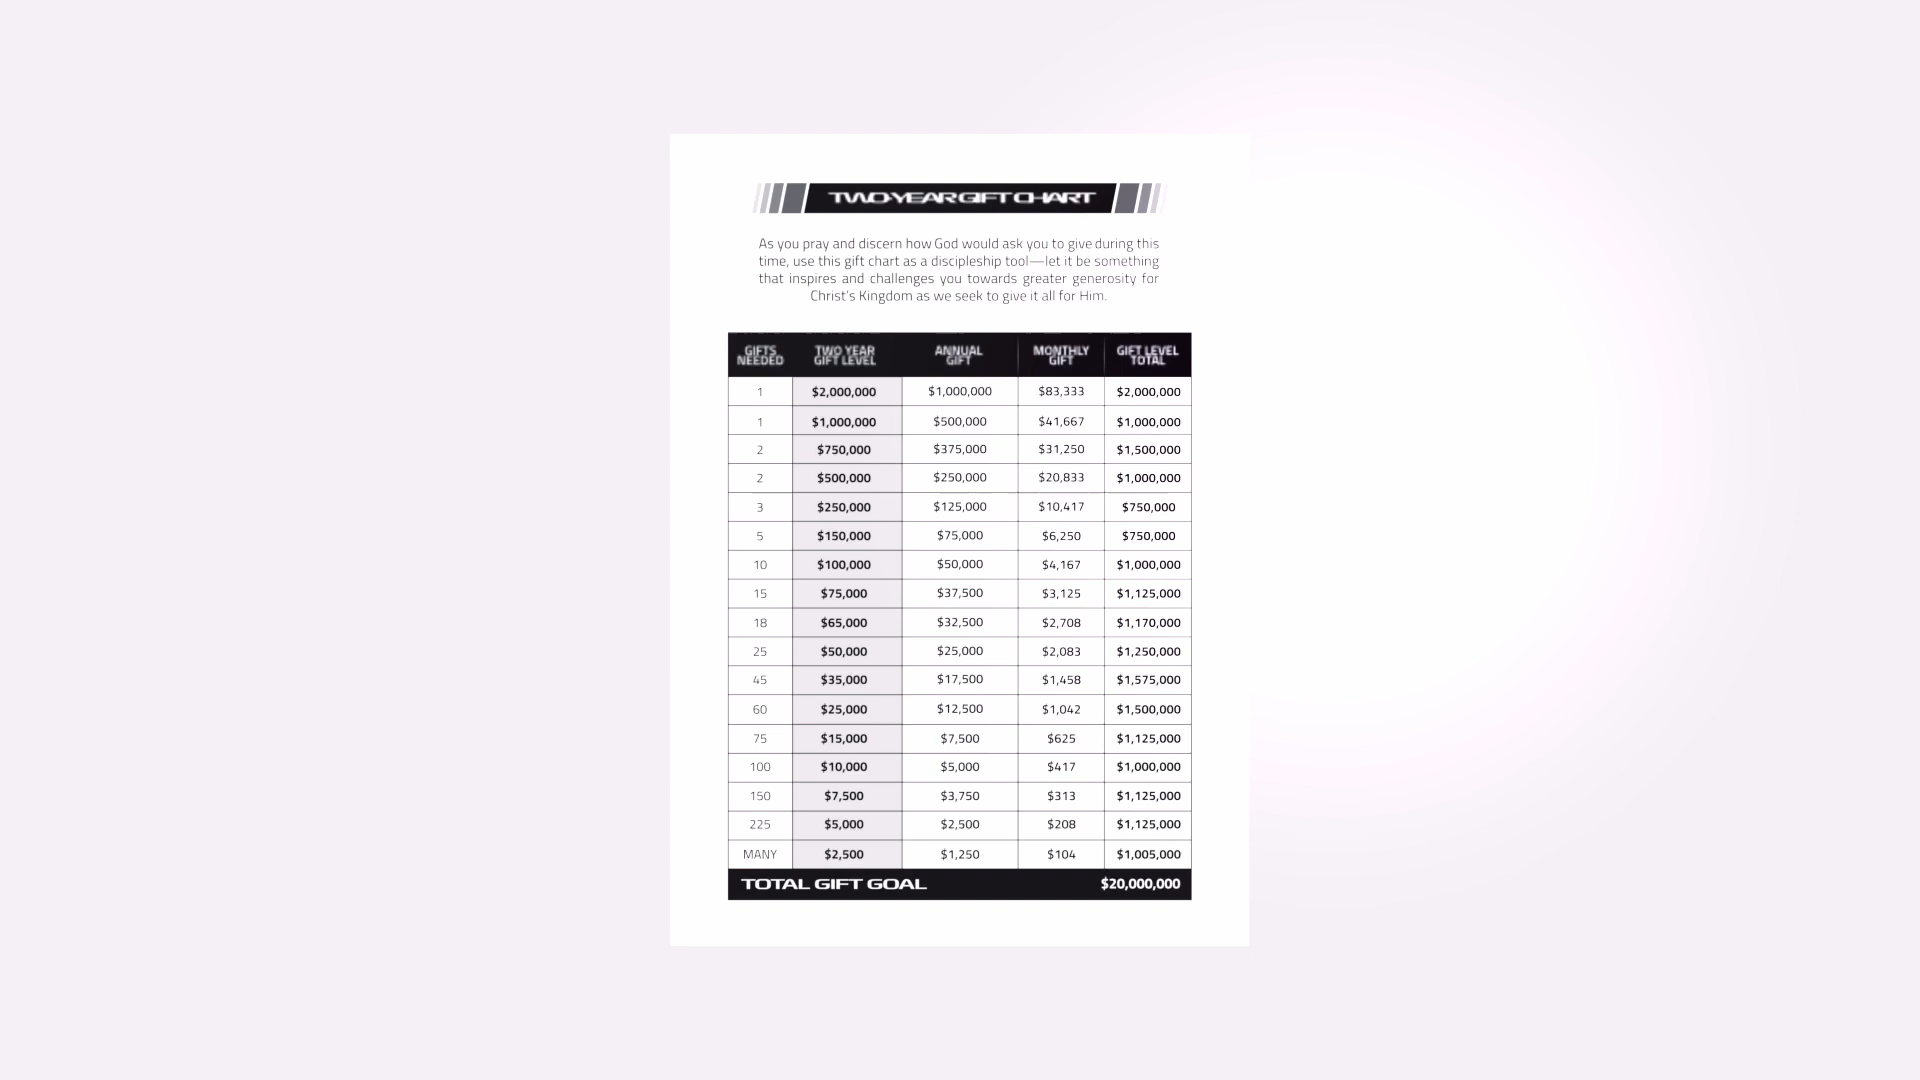 TWO-YEAR GIFT CHART
As you pray and discern how God would ask you to give during this
time, use this gift chart as a discipleship tool—let it be something
that inspires and challenges you towards greater generosity for
Christ's Kingdom as we seek to give it all for Him.
GIFTS NEEDED TWO YEAR GIFT LEVEL ANNUAL GIFT MONTHLY GIFT GIFT LEVEL TOTAL
1 $2,000,000 $1,000,000 $83,333 $2,000,000
1 $1,000,000 $500,000 $41,667 $1,000,000
2 $750,000 $375,000 $31,250 $1,500,000
2 $500,000 $250,000 $20,833 $1,000,000
3 $250,000 $125,000 $10,417 $750,000
5 $150,000 $75,000 $6,250 $750,000
10 $100,000 $50,000 $4,167 $1,000,000
15 $75,000 $37,500 $3,125 $1,125,000
18 $65,000 $32,500 $2,708 $1,170,000
25 $50,000 $25,000 $2,083 $1,250,000
45 $35,000 $17,500 $1,458 $1,575,000
60 $25,000 $12,500 $1,042 $1,500,000
75 $15,000 $7,500 $625 $1,125,000
100 $10,000 $5,000 $417 $1,000,000
150 $7,500 $3,750 $313 $1,125,000
225 $5,000 $2,500 $208 $1,125,000
MANY $2,500 $1,250 $104 $1,005,000
TOTAL GIFT GOAL $20,000,000